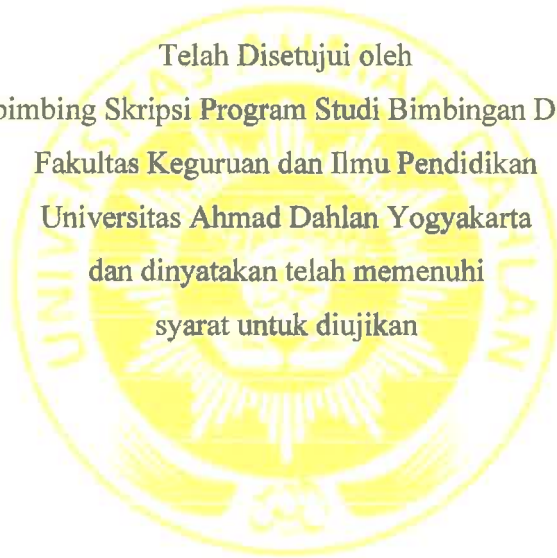 Telah Disetujui oleh
bimbing Skripsi Program Studi Bimbingan D
Fakultas Keguruan dan Ilmu Pendidikan
Universitas Ahmad Dahlan Yogyakarta
dan dinyatakan telah memenuhi
syarat untuk diujikan